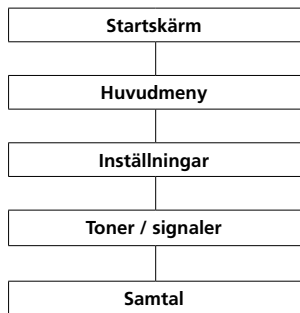 Startskärm
Huvudmeny
Inställningar
Toner / signaler
Samtal